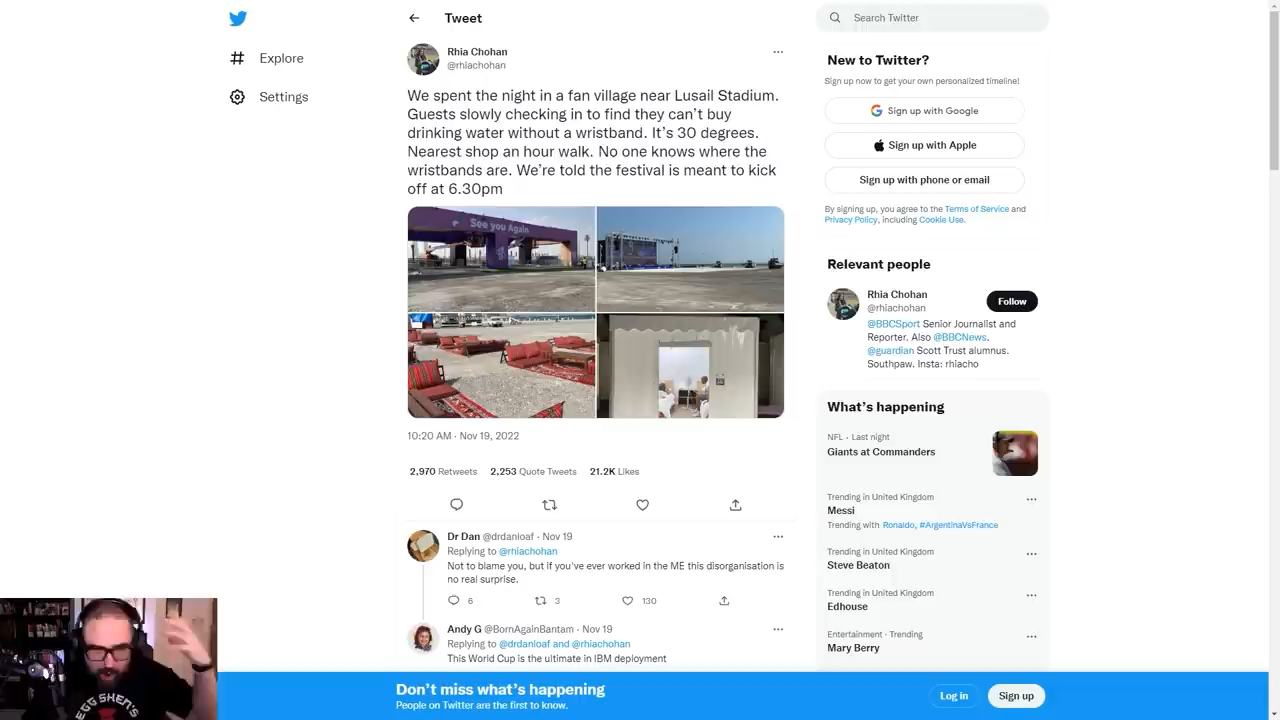 Explore
Settings
Tweet
Rhia Chohan
@rhiachohan
We spent the night in a fan village near Lusail Stadium.
Guests slowly checking in to find they can't buy
drinking water without a wristband. It's 30 degrees.
Nearest shop an hour walk. No one knows where the
wristbands are. We're told the festival is meant to kick
off at 6.30pm
See you Again
10:20 AM · Nov 19, 2022
2,970 Retweets 2,253 Quote Tweets 21.2K Likes
Dr Dan @drdanloaf · Nov 19
Replying to @rhiachohan
Not to blame you, but if you've ever worked in the ME this disorganisation is
no real surprise.
6 3 130
Andy G @BornAgainBantam · Nov 19
Replying to @drdanloaf and @rhiachohan
This World Cup is the ultimate in IBM deployment
Search Twitter
New to Twitter?
Sign up now to get your own personalized timeline!
Sign up with Google
Sign up with Apple
Sign up with phone or email
By signing up, you agree to the Terms of Service and
Privacy Policy, including Cookie Use.
Relevant people
Rhia Chohan
@rhiachohan
Follow
@BBCSport Senior Journalist and
Reporter. Also @BBCNews.
@guardian Scott Trust alumnus.
Southpaw. Insta: rhiacho
What's happening
NFL · Last night
Giants at Commanders
Trending in United Kingdom
Messi
Trending with Ronaldo, #ArgentinaVsFrance
Trending in United Kingdom
Steve Beaton
Trending in United Kingdom
Edhouse
Entertainment · Trending
Mary Berry
EGG SHEN'S
Don't miss what's happening
People on Twitter are the first to know.
Log in
Sign up